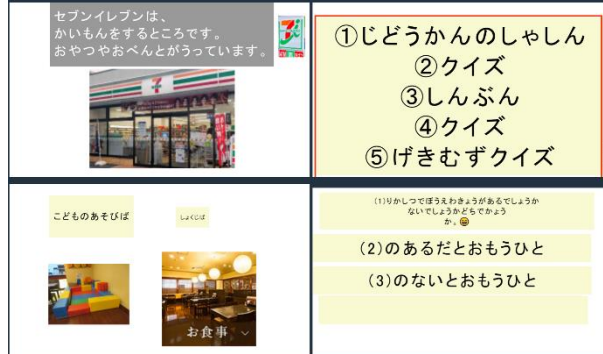 セブンイレブンは、
かいもんをするところです。
おやつやおべんとがうっています。
①じどうかんのしゃしん
②クイズ
③しんぶん
④クイズ
⑤げきむずクイズ
こどものあそびば
しょくじば
お食事
(1)りかしつでぼうえわきょうがあるでしょうか
ないでしょうかどちでかょう
か。😄
(2)のあるだとおもうひと
(3)のないとおもうひと